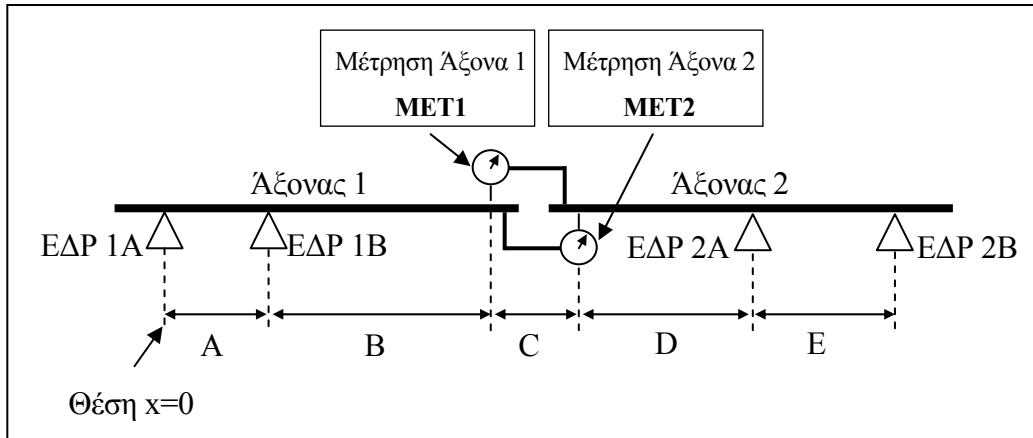 Μέτρηση Άξονα 1
ΜΕΤ1
Μέτρηση Άξονα 2
ΜΕΤ2
Άξονας 1
Άξονας 2
ΕΔΡ 1Α
ΕΔΡ 1Β
ΕΔΡ 2Α
ΕΔΡ 2Β
A
B
C
D
E
Θέση x=0